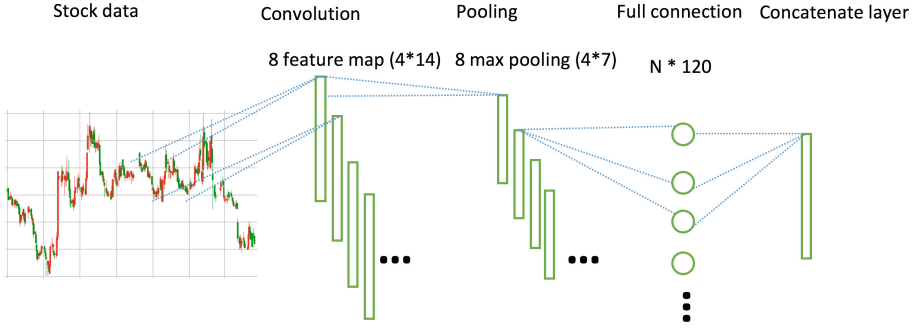 Stock data
Convolution
Pooling
Full connection
Concatenate layer
8 feature map (4*14)
8 max pooling (4*7)
N * 120